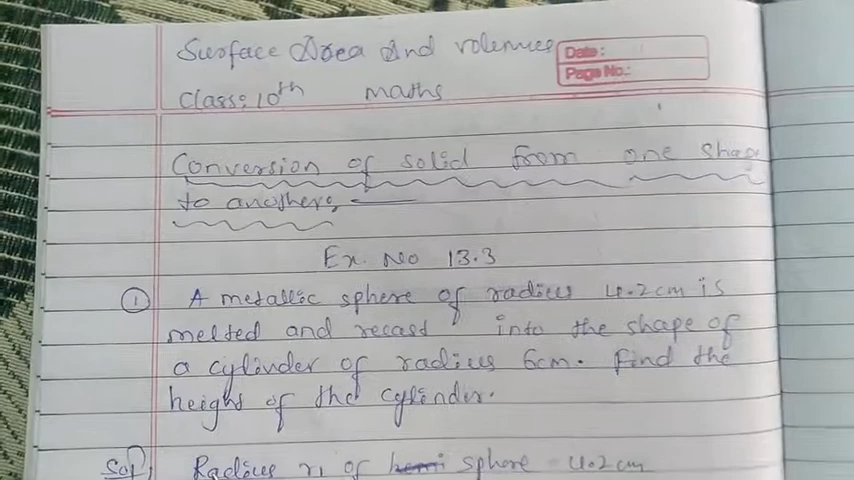 Surface Area and volumes
Date:
Page No.:
Class: 10th maths
Conversion of solid from one shape
to another,
Ex. No 13.3
① A metallic sphere of radius 4.2cm is
melted and recast into the shape of
a cylinder of radius 6cm. Find the
height of the cylinder.
Sol) Radius r1 of hemi sphere = 4.2cm